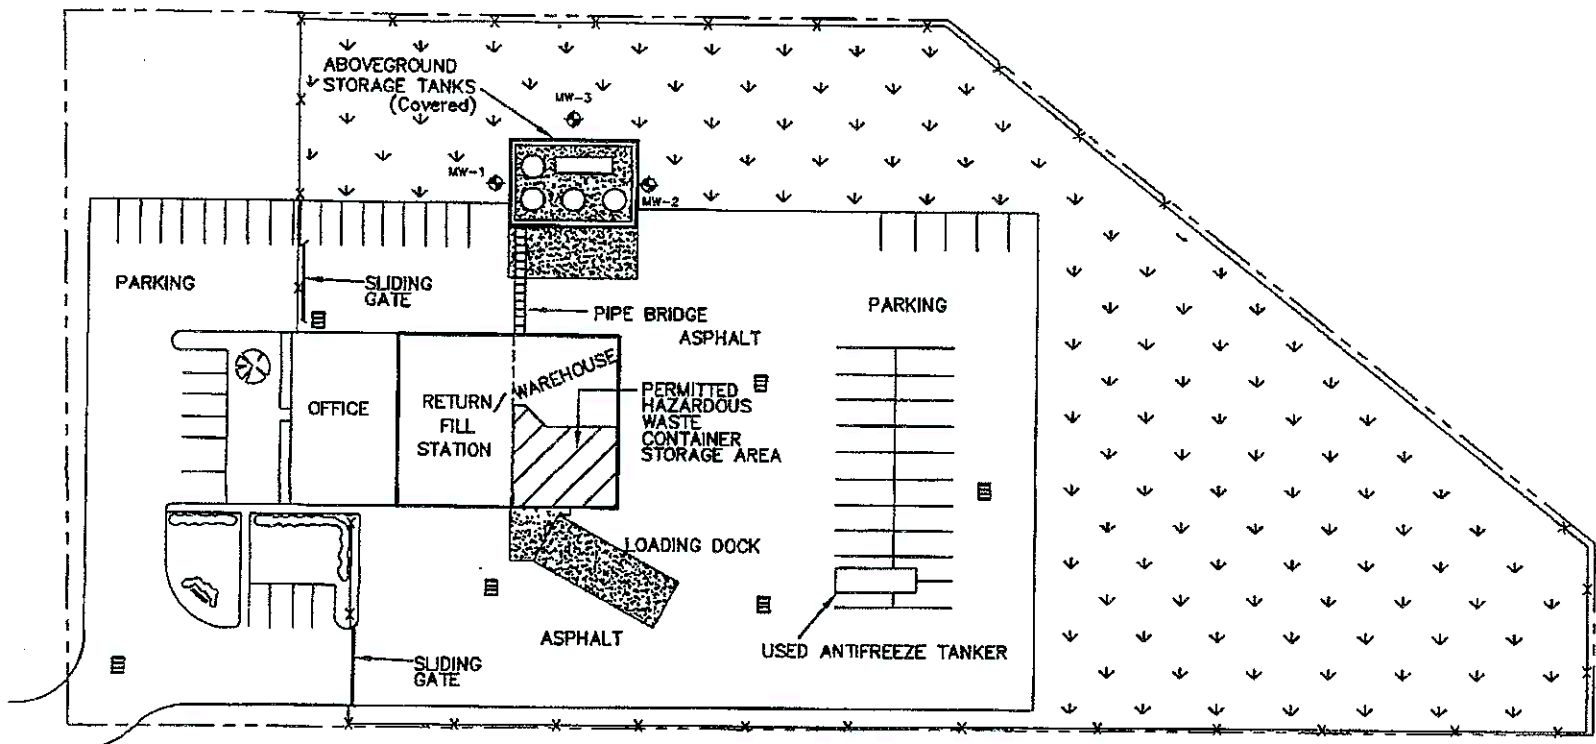 ABOVEGROUND
STORAGE TANKS
(Covered)
MW-3
MW-1
MW-2
PARKING
SLIDING
GATE
PIPE BRIDGE
ASPHALT
PARKING
OFFICE
RETURN/
FILL
STATION
WAREHOUSE
PERMITTED
HAZARDOUS
WASTE
CONTAINER
STORAGE AREA
LOADING DOCK
ASPHALT
USED ANTIFREEZE TANKER
SLIDING
GATE